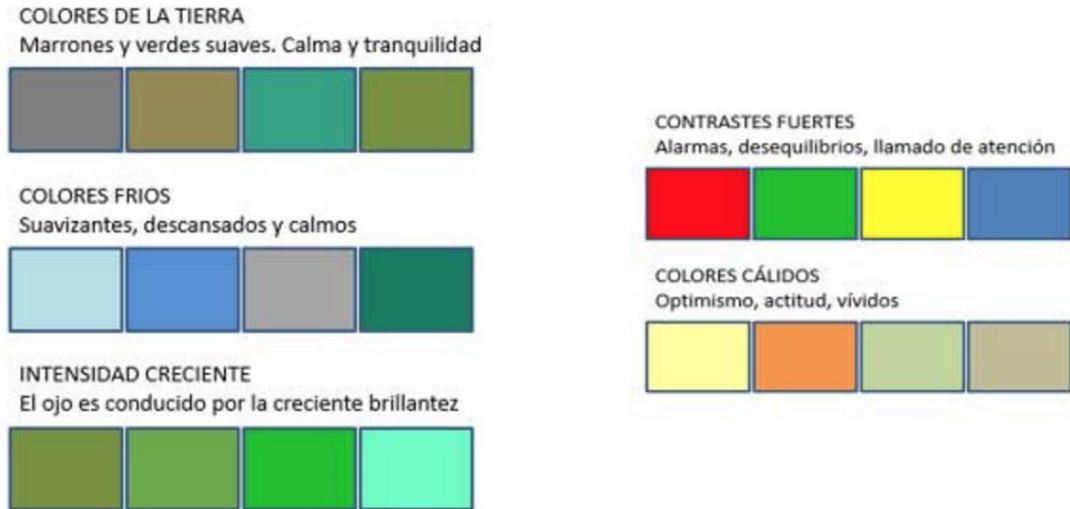 COLORES DE LA TIERRA
Marrones y verdes suaves. Calma y tranquilidad
COLORES FRIOS
Suavizantes, descansados y calmos
INTENSIDAD CRECIENTE
El ojo es conducido por la creciente brillantez
CONTRASTES FUERTES
Alarmas, desequilibrios, llamado de atención
COLORES CÁLIDOS
Optimismo, actitud, vívidos